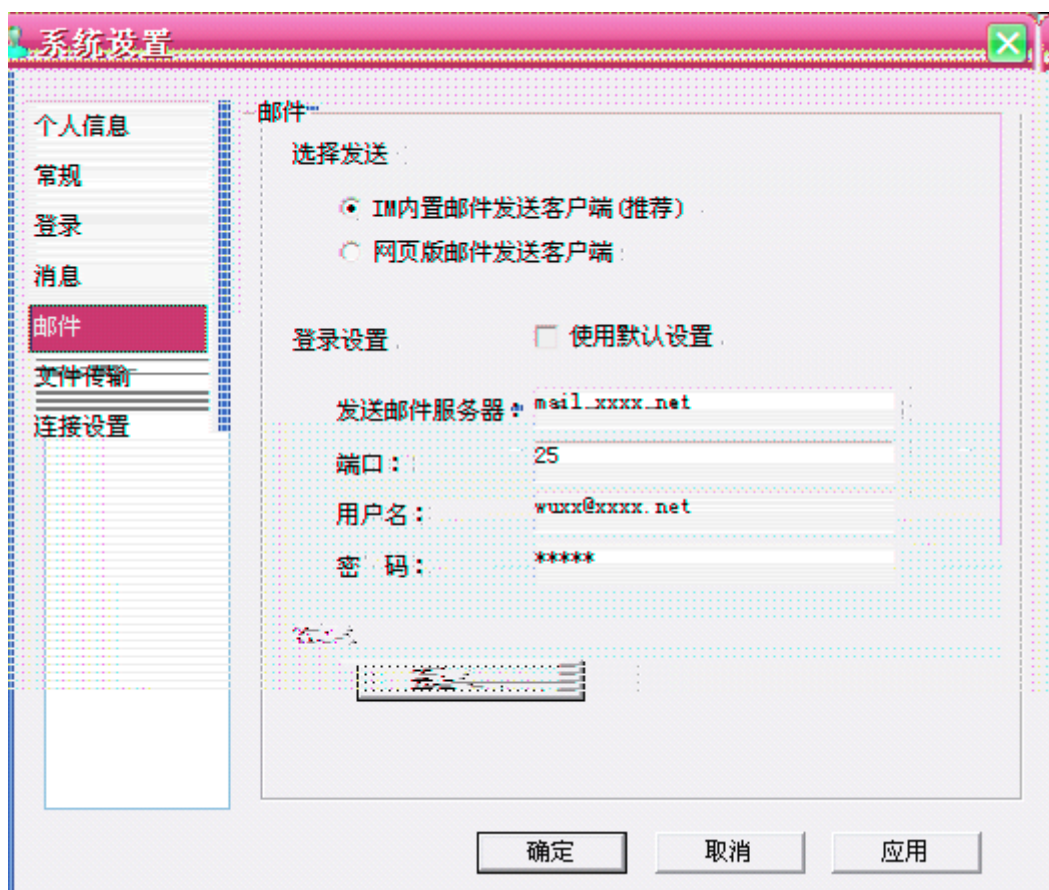 系统设置
个人信息
常规
登录
消息
邮件
文件传输
连接设置
邮件
选择发送
IM内置邮件发送客户端(推荐)
网页版邮件发送客户端
登录设置
使用默认设置
发送邮件服务器：mail_xxxx_net
端口：25
用户名：wuxx@xxxx.net
密 码：*****
确定
取消
应用